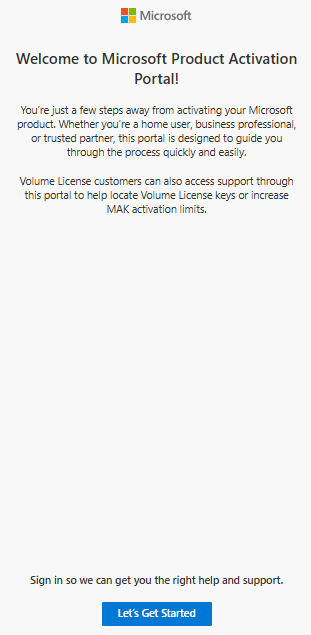 Microsoft
Welcome to Microsoft Product Activation
Portal!
You're just a few steps away from activating your Microsoft
product. Whether you're a home user, business professional,
or trusted partner, this portal is designed to guide you
through the process quickly and easily.
Volume License customers can also access support through
this portal to help locate Volume License keys or increase
MAK activation limits.
Sign in so we can get you the right help and support.
Let's Get Started